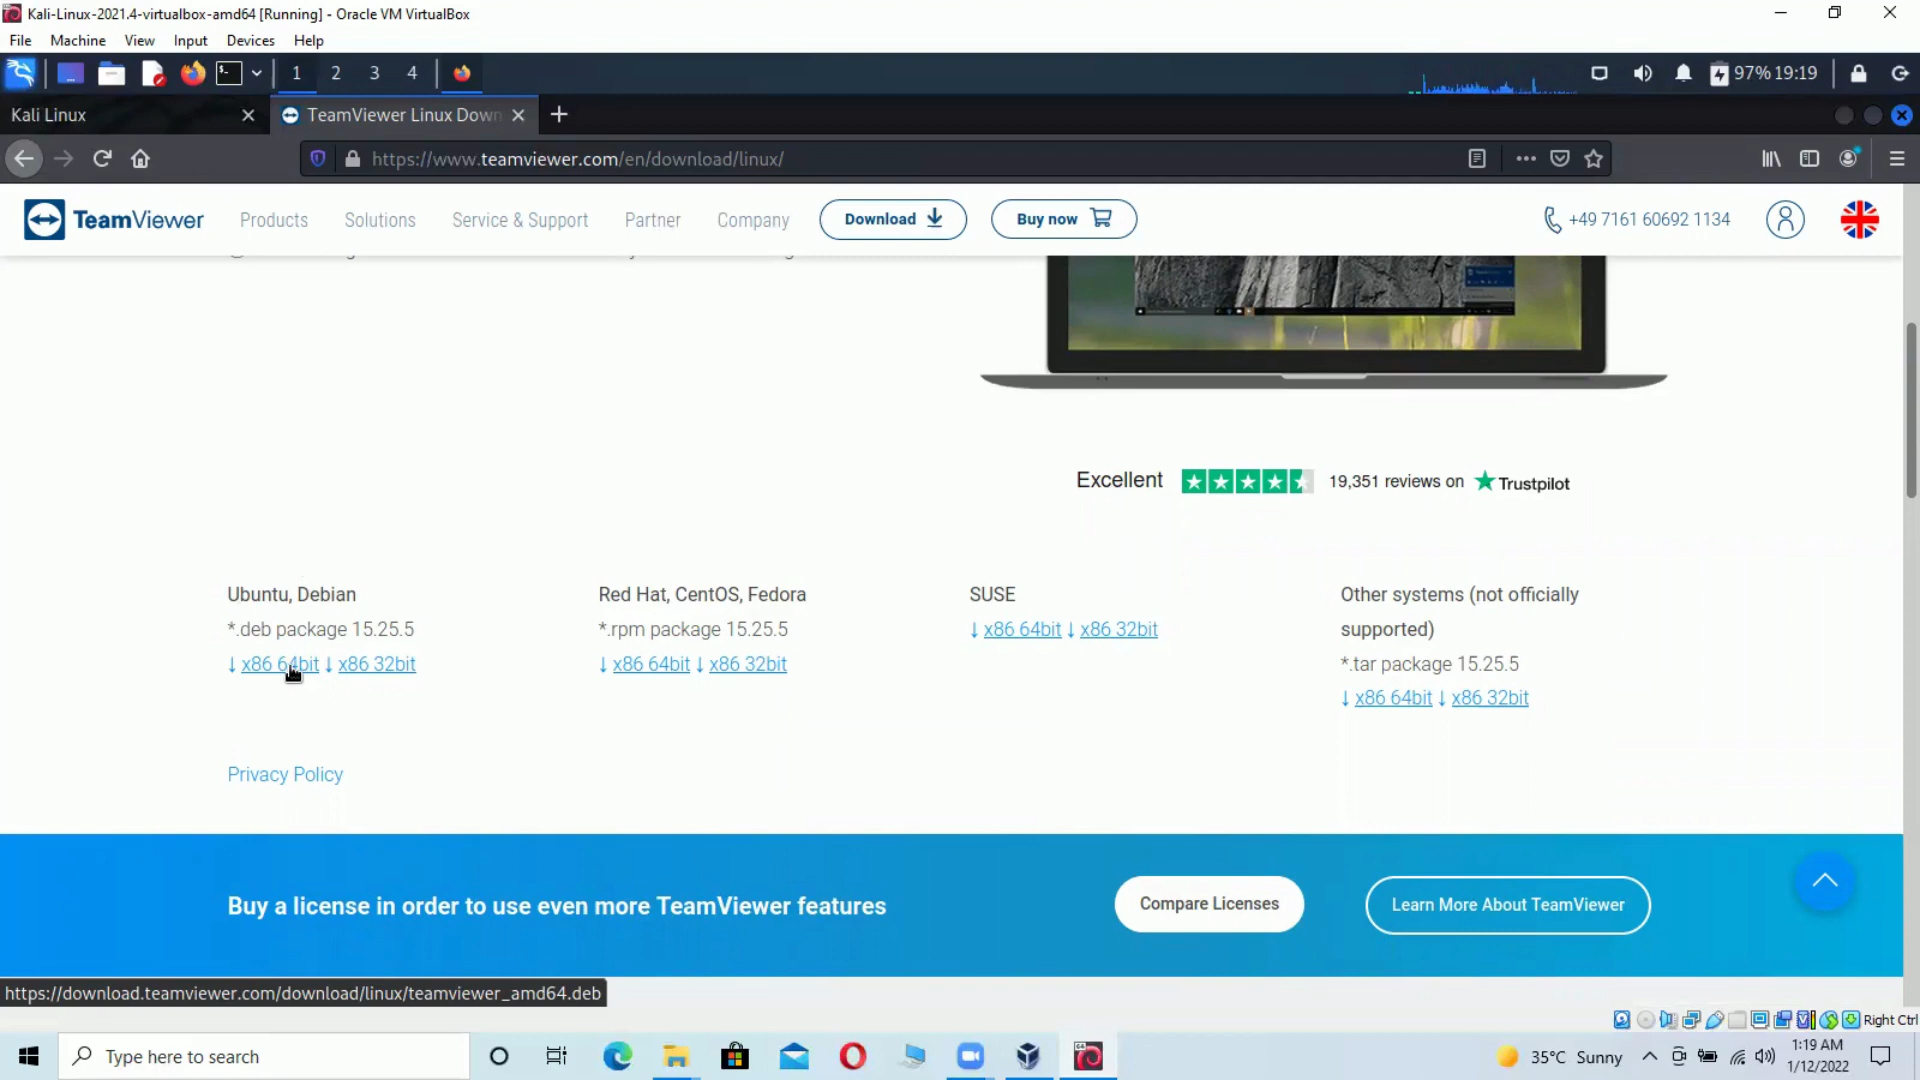 Kali-Linux-2021.4-virtualbox-amd64 [Running] - Oracle VM VirtualBox
File Machine View Input Devices Help
1 2 3 4
97% 19:19
Kali Linux
TeamViewer Linux Down
https://www.teamviewer.com/en/download/linux/
TeamViewer
Products
Solutions
Service & Support
Partner
Company
Download
Buy now
+49 7161 60692 1134
Excellent
19,351 reviews on
Trustpilot
Ubuntu, Debian
*.deb package 15.25.5
↓ x86 64bit ↓ x86 32bit
Red Hat, CentOS, Fedora
*.rpm package 15.25.5
↓ x86 64bit ↓ x86 32bit
SUSE
↓ x86 64bit ↓ x86 32bit
Other systems (not officially
supported)
*.tar package 15.25.5
↓ x86 64bit ↓ x86 32bit
Privacy Policy
Buy a license in order to use even more TeamViewer features
Compare Licenses
Learn More About TeamViewer
https://download.teamviewer.com/download/linux/teamviewer_amd64.deb
Right Ctrl
Type here to search
35°C Sunny
1:19 AM
1/12/2022